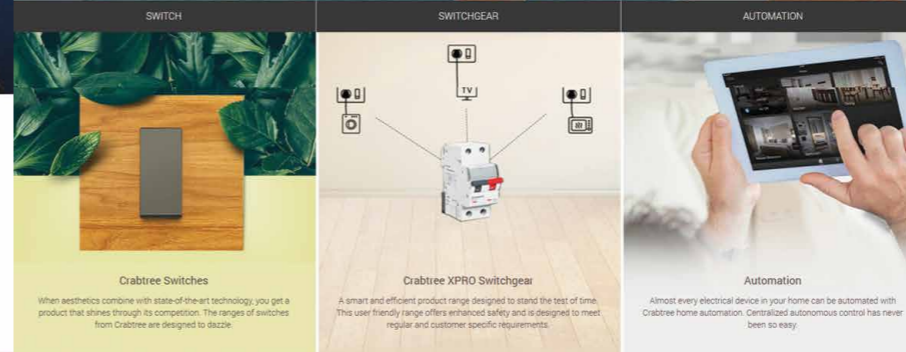 SWITCH
SWITCHGEAR
AUTOMATION
TV
Crabtree Switches
When aesthetics combine with state-of-the-art technology, you get a
product that shines through its competition. The ranges of switches
from Crabtree are designed to dazzle.
Crabtree XPRO Switchgear
A smart and efficient product range designed to stand the test of time.
This user friendly range offers enhanced safety and is designed to meet
regular and customer specific requirements.
Automation
Almost every electrical device in your home can be automated with
Crabtree home automation. Centralized autonomous control has never
been so easy.